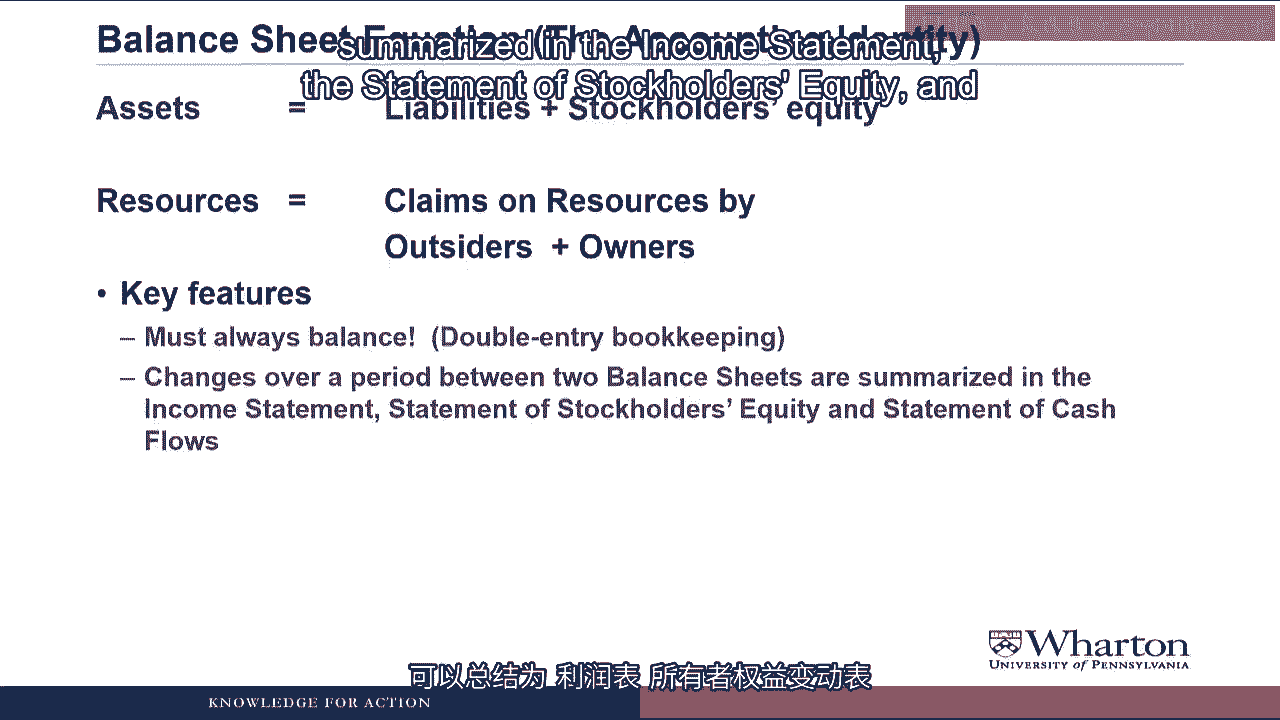 Balance Sheet Equation (The Accounting Identity)
summarized in the Income Statement,
the Statement of Stockholders' Equity, and
Assets = Liabilities + Stockholders' equity
Resources = Claims on Resources by
Outsiders + Owners
• Key features
– Must always balance! (Double-entry bookkeeping)
– Changes over a period between two Balance Sheets are summarized in the
Income Statement, Statement of Stockholders' Equity and Statement of Cash
Flows
Wharton
UNIVERSITY of PENNSYLVANIA
可以总结为 利润表 所有者权益变动表
KNOWLEDGE FOR ACTION